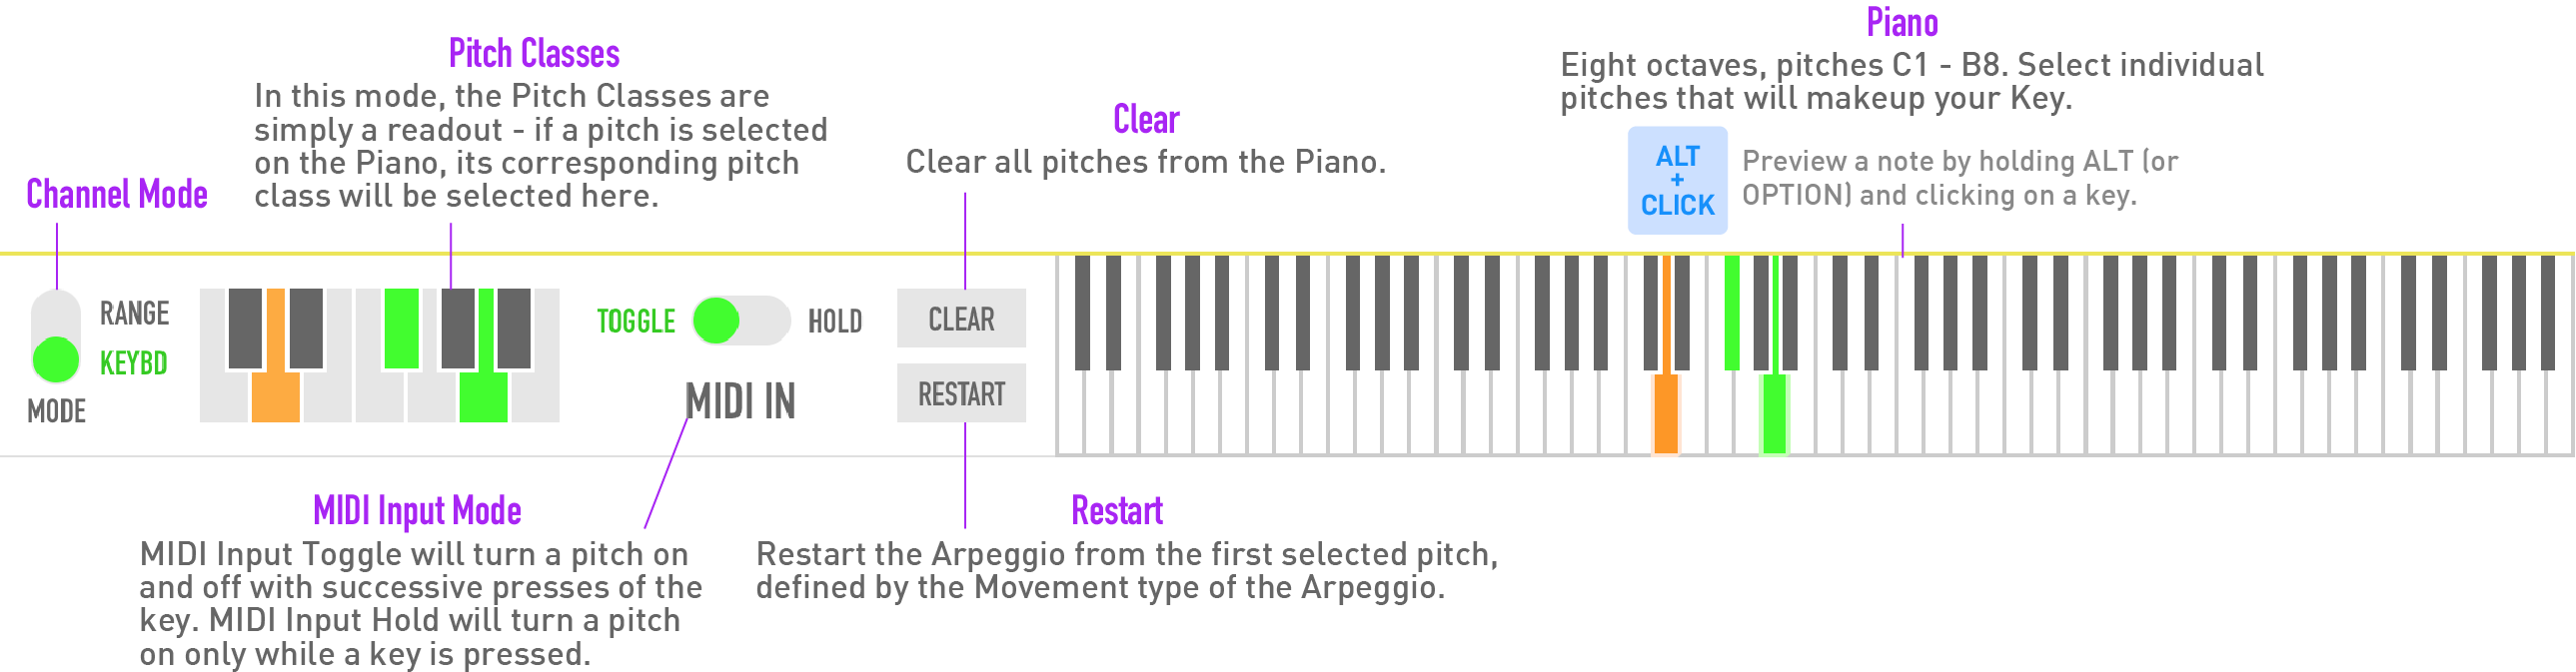 Piano
Eight octaves, pitches C1 - B8. Select individual
pitches that will makeup your Key.
ALT
+
CLICK
Preview a note by holding ALT (or
OPTION) and clicking on a key.
Pitch Classes
In this mode, the Pitch Classes are
simply a readout - if a pitch is selected
on the Piano, its corresponding pitch
class will be selected here.
Clear
Clear all pitches from the Piano.
Channel Mode
RANGE
KEYBD
MODE
TOGGLE
HOLD
MIDI IN
CLEAR
RESTART
MIDI Input Mode
MIDI Input Toggle will turn a pitch on
and off with successive presses of the
key. MIDI Input Hold will turn a pitch
on only while a key is pressed.
Restart
Restart the Arpeggio from the first selected pitch,
defined by the Movement type of the Arpeggio.